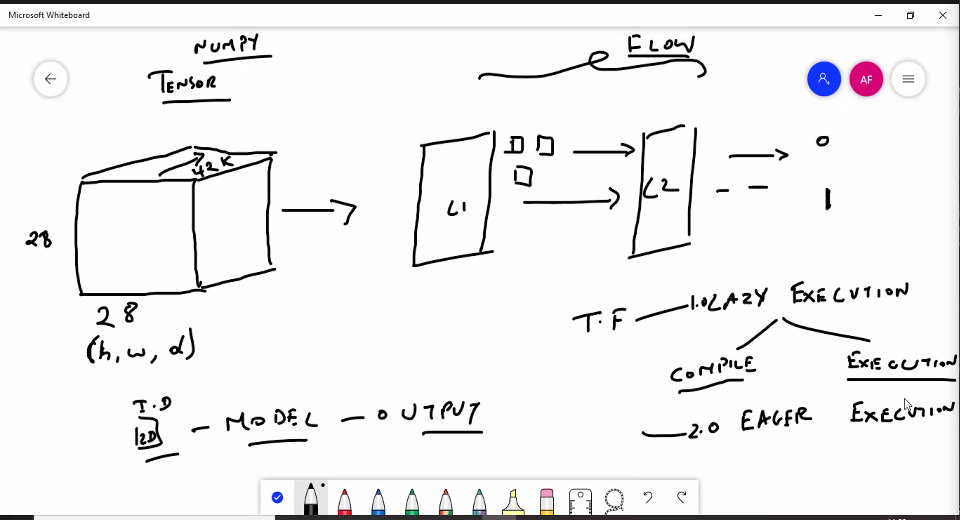 Microsoft Whiteboard
NUMPY
TENSOR
FLOW
AF
42K
28
28
(h, w, d)
L1
L2
0
1
T.F
1.0 LAZY EXECUTION
COMPILE
EXECUTION
2.0 EAGER EXECUTION
T.D
MODEL
OUTPUT